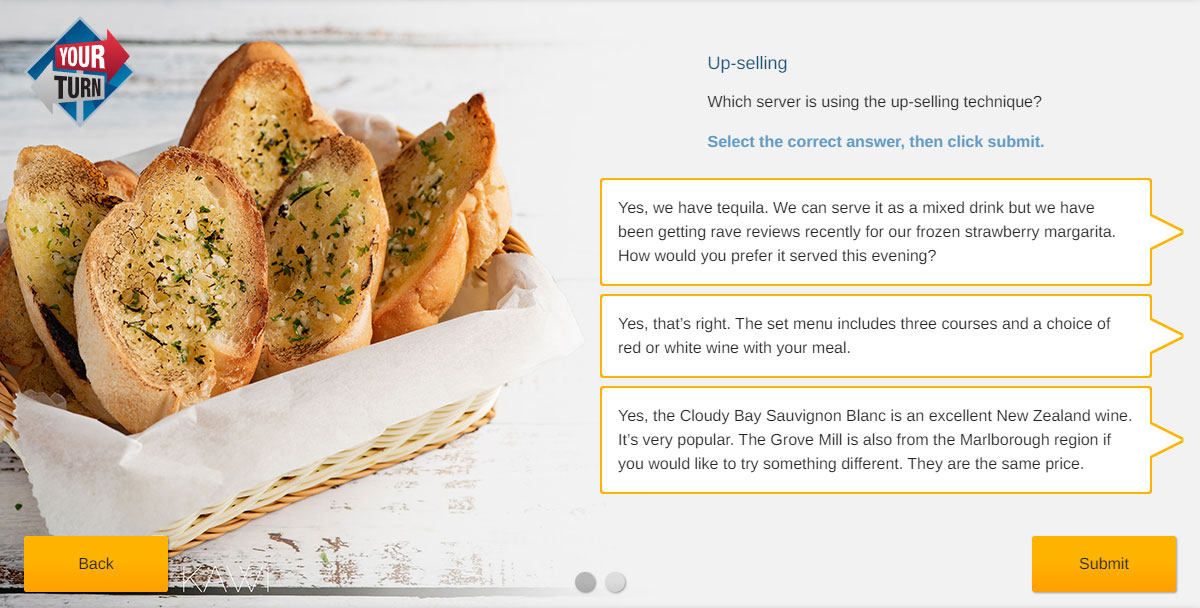 YOUR
TURN
Up-selling
Which server is using the up-selling technique?
Select the correct answer, then click submit.
Yes, we have tequila. We can serve it as a mixed drink but we have
been getting rave reviews recently for our frozen strawberry margarita.
How would you prefer it served this evening?
Yes, that’s right. The set menu includes three courses and a choice of
red or white wine with your meal.
Yes, the Cloudy Bay Sauvignon Blanc is an excellent New Zealand wine.
It’s very popular. The Grove Mill is also from the Marlborough region if
you would like to try something different. They are the same price.
Back
KAWI
Submit